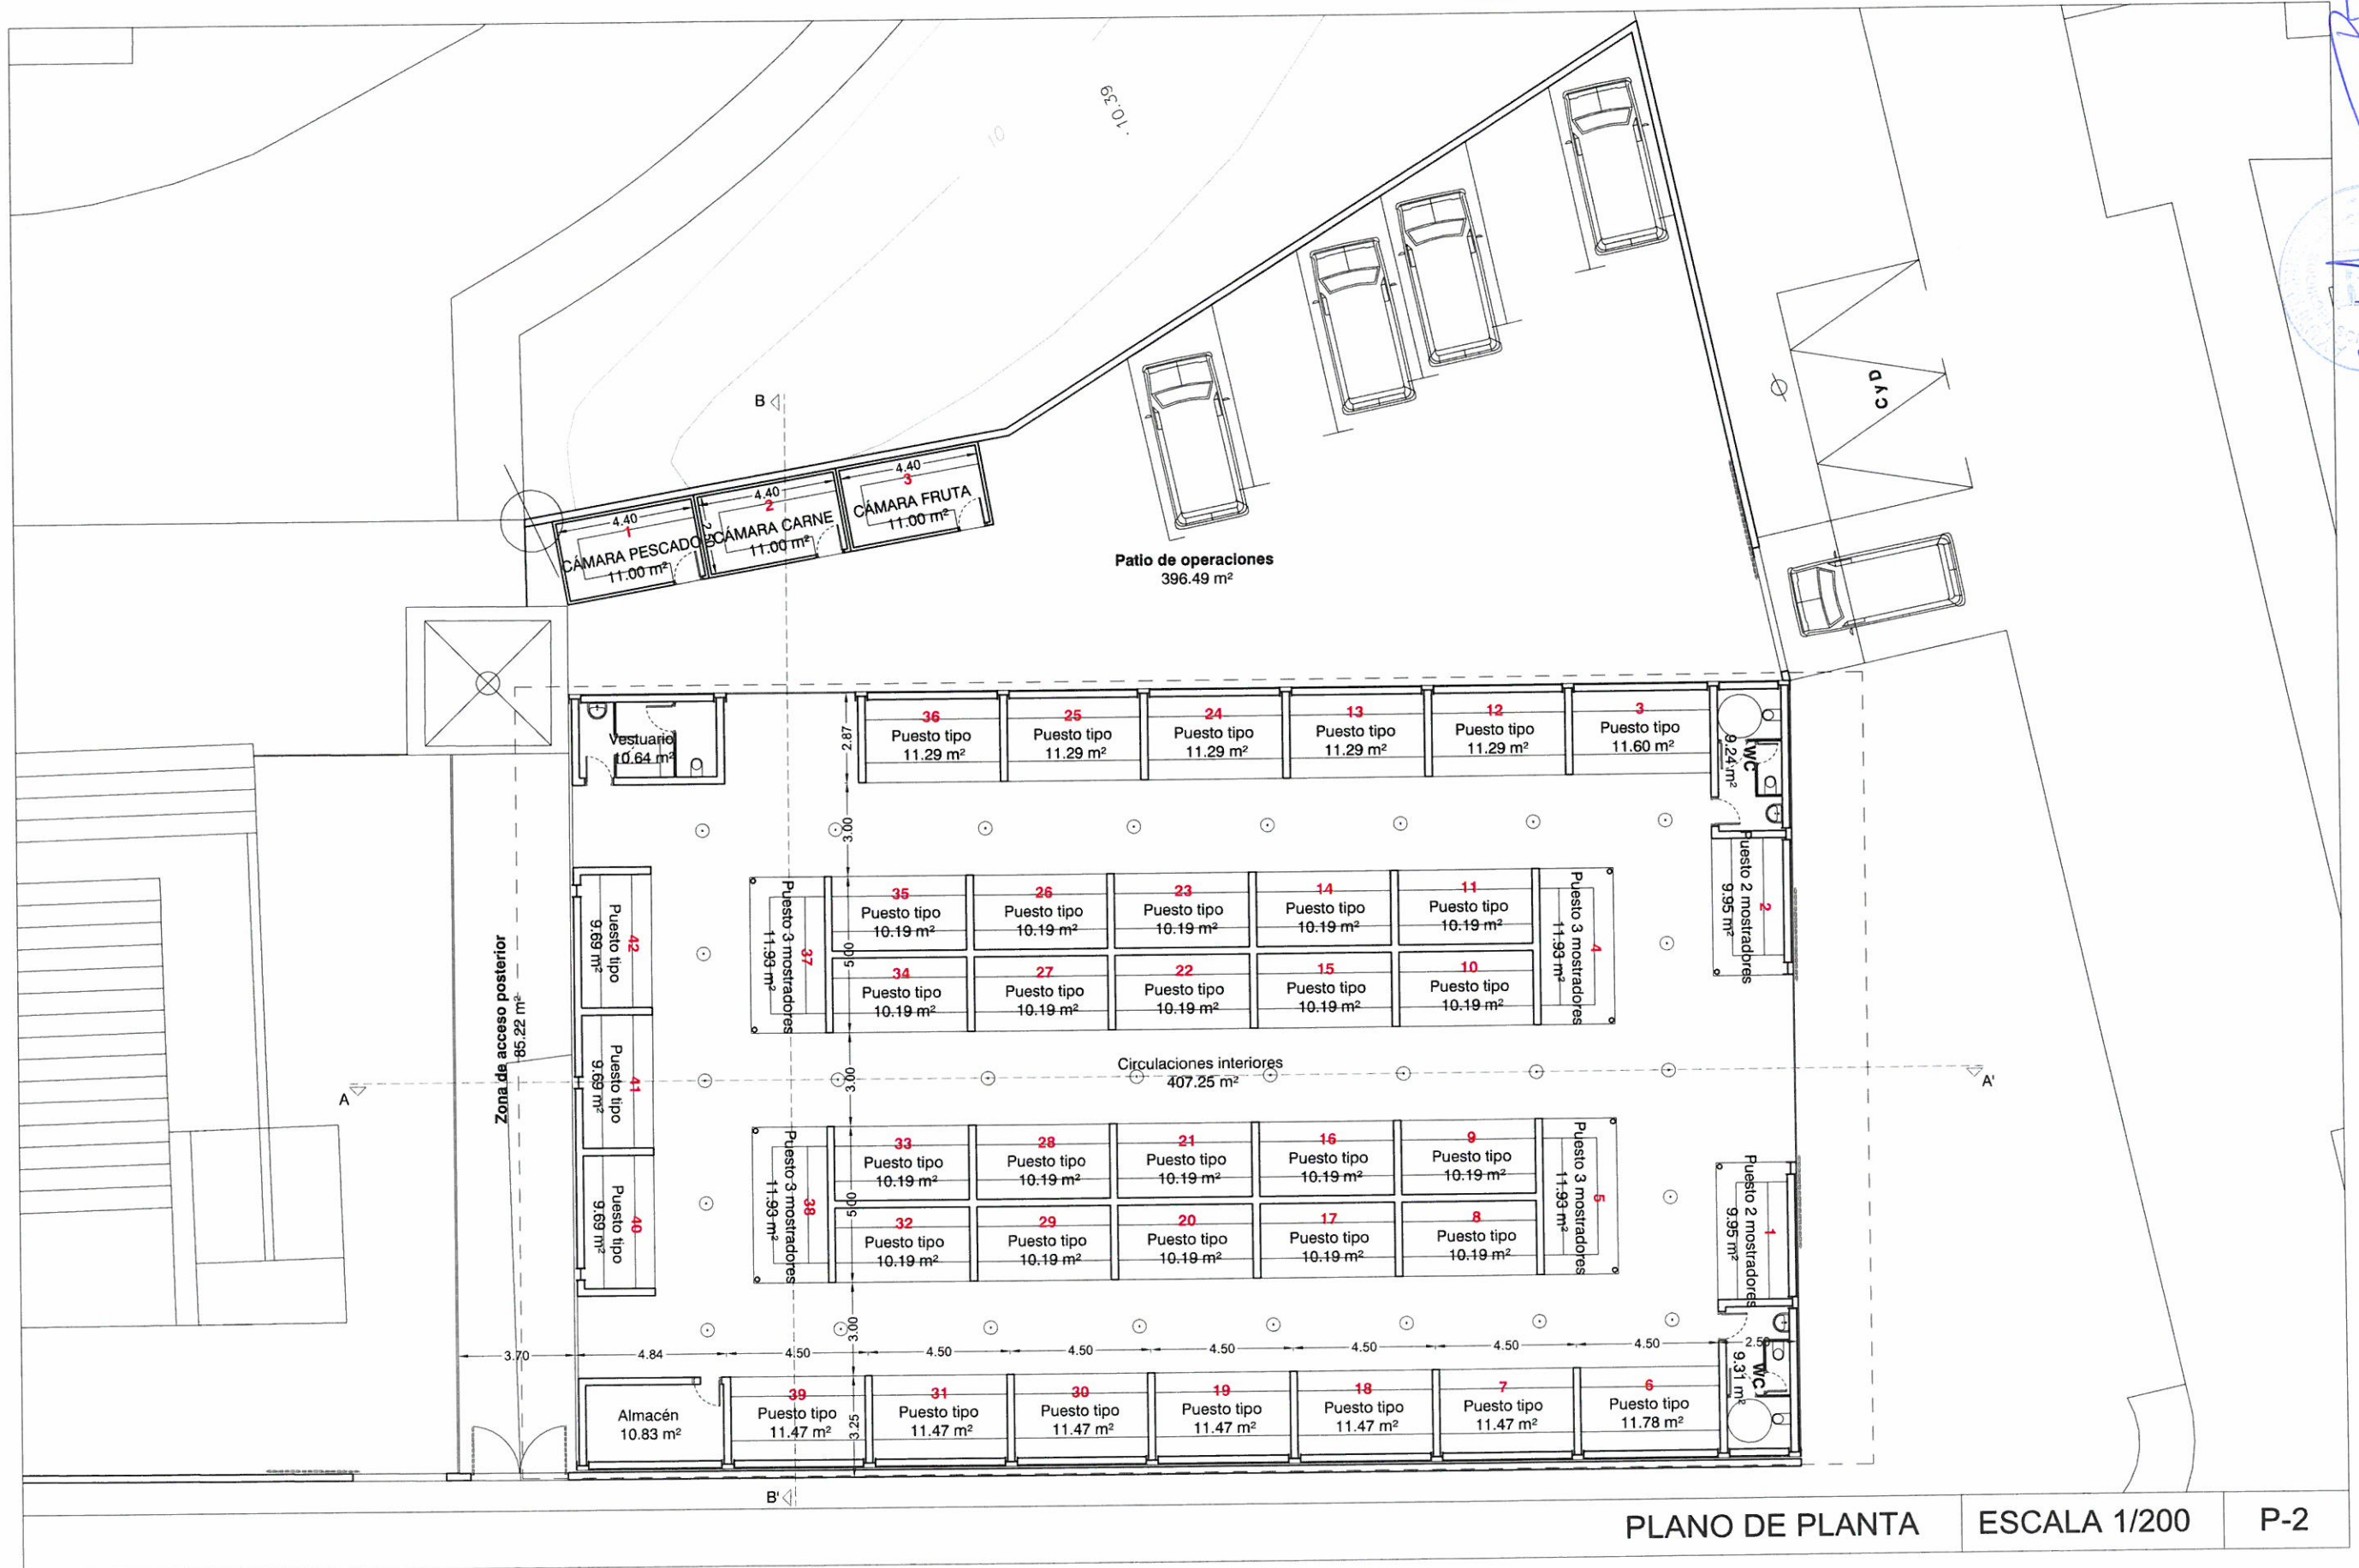 10
.10.39
C y D
B
4.40
1
CÁMARA PESCADO
11.00 m²
4.40
2
CÁMARA CARNE
11.00 m²
4.40
3
CÁMARA FRUTA
11.00 m²
Patio de operaciones
396.49 m²
Vestuario
10.64 m²
2.87
36
Puesto tipo
11.29 m²
25
Puesto tipo
11.29 m²
24
Puesto tipo
11.29 m²
13
Puesto tipo
11.29 m²
12
Puesto tipo
11.29 m²
3
Puesto tipo
11.60 m²
WC
9.24 m²
3.00
2
Puesto 2 mostradores
9.95 m²
42
Puesto tipo
9.69 m²
41
Puesto tipo
9.69 m²
40
Puesto tipo
9.69 m²
37
Puesto 3 mostradores
11.93 m²
5.00
35
Puesto tipo
10.19 m²
26
Puesto tipo
10.19 m²
23
Puesto tipo
10.19 m²
14
Puesto tipo
10.19 m²
11
Puesto tipo
10.19 m²
34
Puesto tipo
10.19 m²
27
Puesto tipo
10.19 m²
22
Puesto tipo
10.19 m²
15
Puesto tipo
10.19 m²
10
Puesto tipo
10.19 m²
4
Puesto 3 mostradores
11.93 m²
Zona de acceso posterior
85.22 m²
Circulaciones interiores
407.25 m²
3.00
A
A'
38
Puesto 3 mostradores
11.93 m²
5.00
33
Puesto tipo
10.19 m²
28
Puesto tipo
10.19 m²
21
Puesto tipo
10.19 m²
16
Puesto tipo
10.19 m²
9
Puesto tipo
10.19 m²
32
Puesto tipo
10.19 m²
29
Puesto tipo
10.19 m²
20
Puesto tipo
10.19 m²
17
Puesto tipo
10.19 m²
8
Puesto tipo
10.19 m²
5
Puesto 3 mostradores
11.93 m²
1
Puesto 2 mostradores
9.95 m²
3.00
3.70
4.84
4.50
4.50
4.50
4.50
4.50
4.50
4.50
2.50
Almacén
10.83 m²
39
Puesto tipo
11.47 m²
3.25
31
Puesto tipo
11.47 m²
30
Puesto tipo
11.47 m²
19
Puesto tipo
11.47 m²
18
Puesto tipo
11.47 m²
7
Puesto tipo
11.47 m²
6
Puesto tipo
11.78 m²
WC
9.31 m²
B'
PLANO DE PLANTA
ESCALA 1/200
P-2